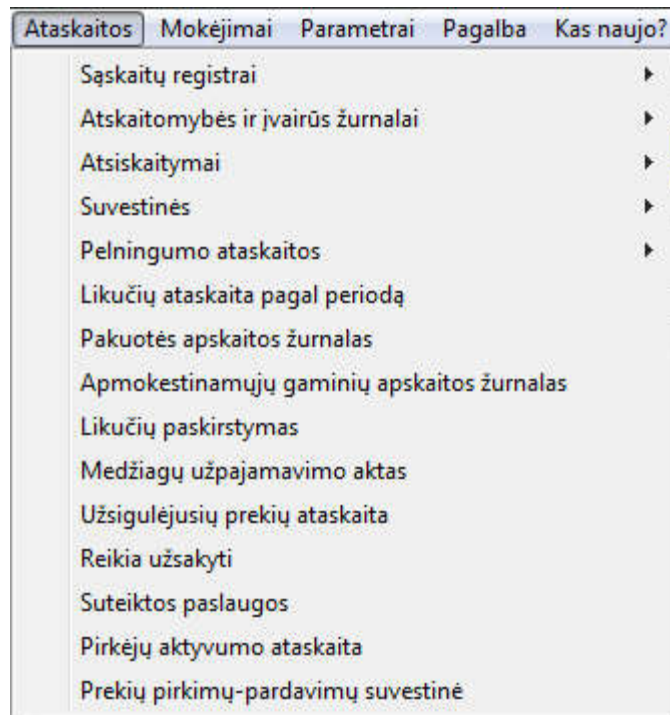 Ataskaitos Mokėjimai Parametrai Pagalba Kas naujo?
Sąskaitų registrai
Atskaitomybės ir įvairūs žurnalai
Atsiskaitymai
Suvestinės
Pelningumo ataskaitos
Likučių ataskaita pagal periodą
Pakuotės apskaitos žurnalas
Apmokestinamųjų gaminių apskaitos žurnalas
Likučių paskirstymas
Medžiagų užpajamavimo aktas
Užsigulėjusių prekių ataskaita
Reikia užsakyti
Suteiktos paslaugos
Pirkėjų aktyvumo ataskaita
Prekių pirkimų-pardavimų suvestinė